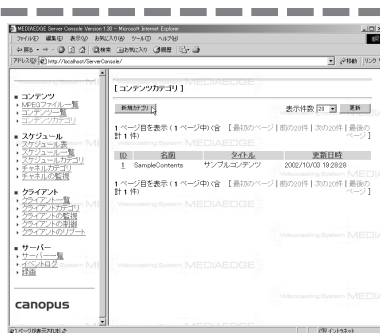 MEDIAEDGE Server Console Version 1.30 - Microsoft Internet Explorer
ファイル(F) 編集(E) 表示(V) お気に入り(A) ツール(T) ヘルプ(H)
戻る 検索 お気に入り 履歴
アドレス(D) http://localhost/ServerConsole/ 移動 リンク
コンテンツ
MPEGファイル一覧
コンテンツ一覧
コンテンツカテゴリ
スケジュール
スケジュール表
スケジュール一覧
スケジュールカテゴリ
チャネルカテゴリ
チャネルの監視
クライアント
クライアント一覧
クライアントカテゴリ
クライアントの監視
クライアントの制御
クライアントのリブート
サーバー
サーバー一覧
イベントログ
録画
canopus
[ コンテンツカテゴリ ]
新規カテゴリ 表示件数 20 更新
1 ページ目を表示 (1 ページ中) (合計 1 件) [ 最初のページ | 前の20件 | 次の20件 | 最後のページ ]
ID 名前 タイトル 更新日時
1 SampleContents サンプルコンテンツ 2002/10/03 19:28:28
1 ページ目を表示 (1 ページ中) (合計 1 件) [ 最初のページ | 前の20件 | 次の20件 | 最後のページ ]
MEDIAEDGE
ページが表示されました イントラネット